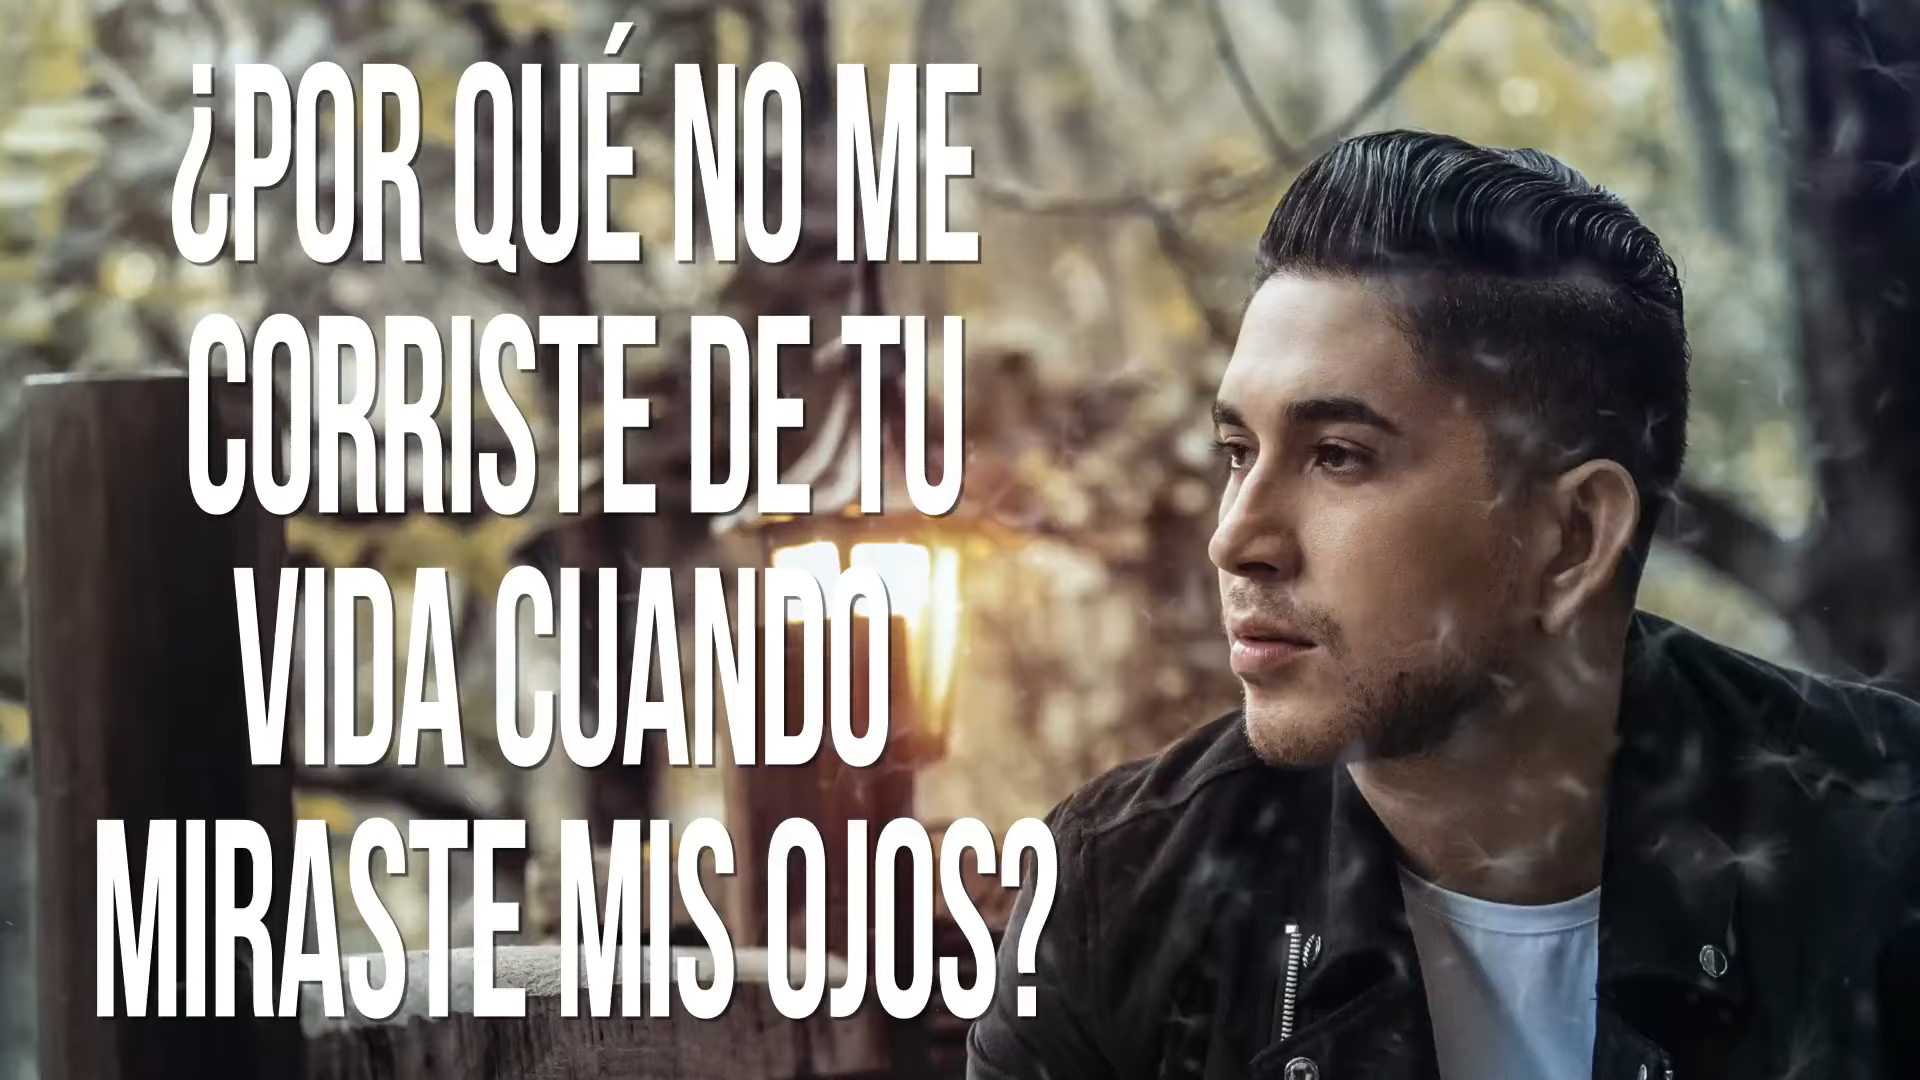 ¿POR QUÉ NO ME
CORRISTE DE TU
VIDA CUANDO
MIRASTE MIS OJOS?